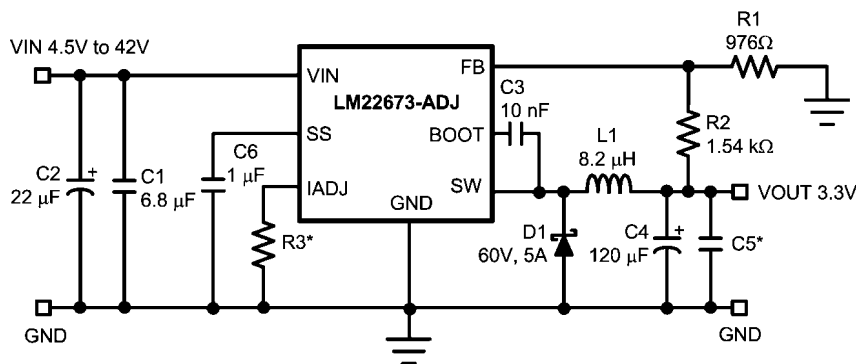 VIN 4.5V to 42V
VIN
LM22673-ADJ
FB
R1
976Ω
C3
10 nF
SS
BOOT
R2
1.54 kΩ
L1
8.2 μH
C2
+
22 μF
C1
6.8 μF
C6
1 μF
IADJ
R3*
GND
SW
VOUT 3.3V
D1
60V, 5A
C4
+
120 μF
C5*
GND
GND